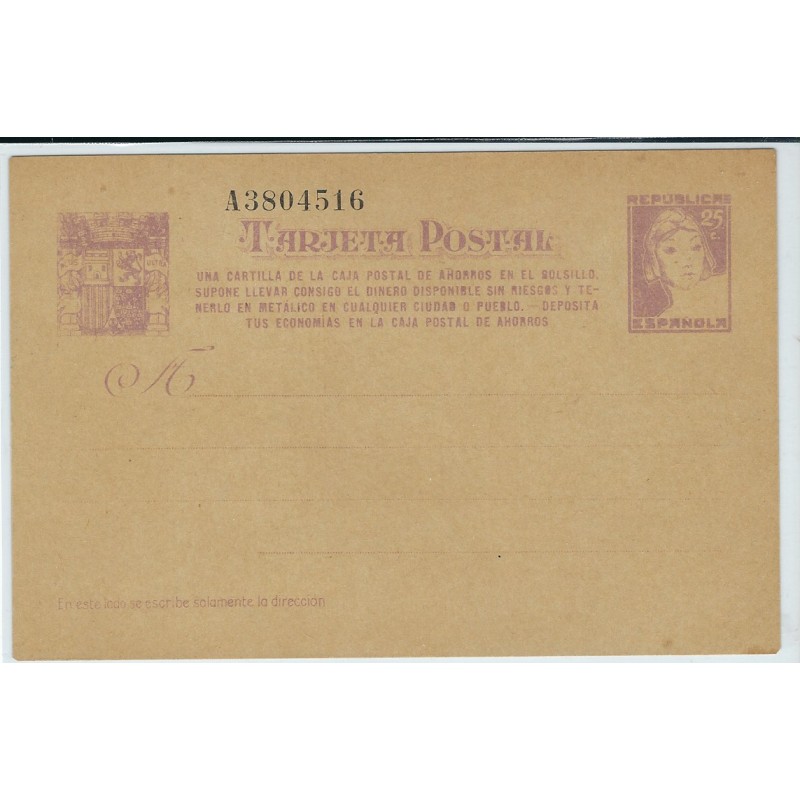 A3804516
TARJETA POSTAL
UNA CARTILLA DE LA CAJA POSTAL DE AHORROS EN EL BOLSILLO,
SUPONE LLEVAR CONSIGO EL DINERO DISPONIBLE SIN RIESGOS Y TE-
NERLO EN METÁLICO EN CUALQUIER CIUDAD O PUEBLO. – DEPOSITA
TUS ECONOMÍAS EN LA CAJA POSTAL DE AHORROS
REPÚBLICA
25
C.
ESPAÑOLA
A
En este lado se escribe solamente la dirección